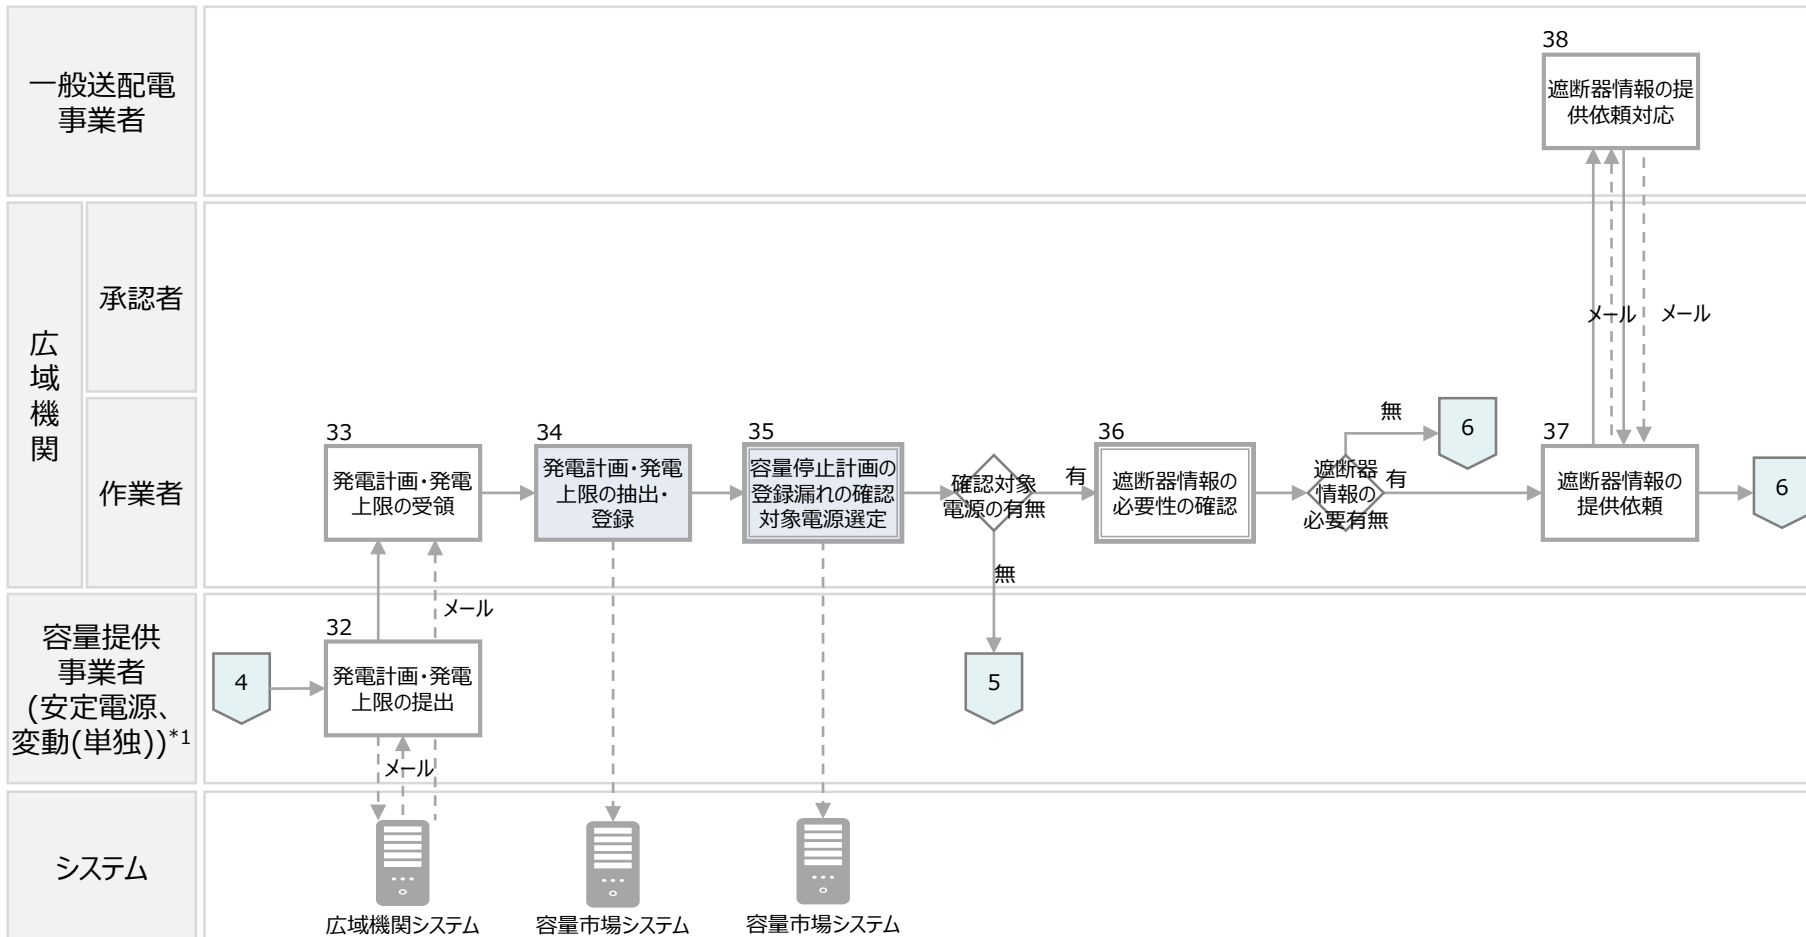 一般送配電
事業者
38
遮断器情報の提
供依頼対応
広
域
機
関
承認者
メール
メール
作業者
33
発電計画・発電
上限の受領
34
発電計画・発電
上限の抽出・
登録
35
容量停止計画の
登録漏れの確認
対象電源選定
確認対象
電源の有無
有
無
36
遮断器情報の
必要性の確認
遮断器
情報の
必要有無
無
6
有
37
遮断器情報の
提供依頼
6
容量提供
事業者
(安定電源、
変動(単独))*1
4
32
発電計画・発電
上限の提出
メール
メール
5
システム
広域機関システム
容量市場システム
容量市場システム